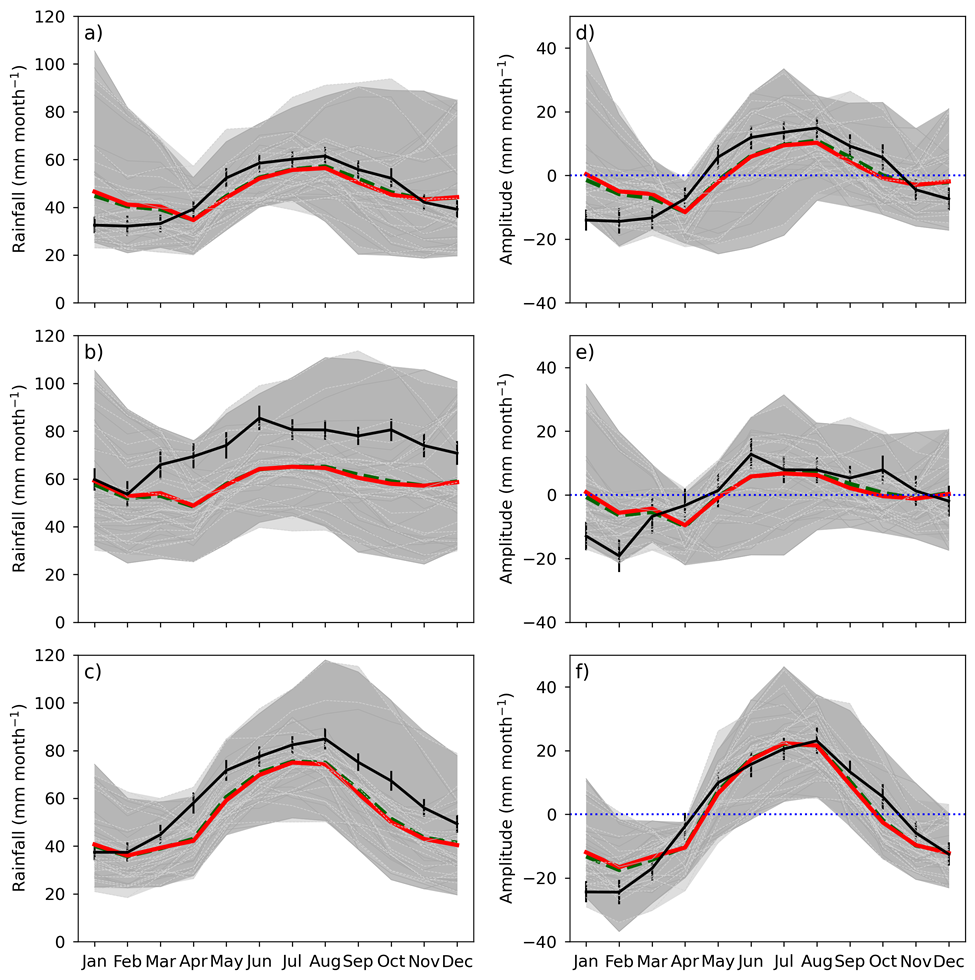 a)
Rainfall (mm month⁻¹)
120
100
80
60
40
20
0
d)
Amplitude (mm month⁻¹)
40
20
0
−20
−40
b)
Rainfall (mm month⁻¹)
120
100
80
60
40
20
0
e)
Amplitude (mm month⁻¹)
40
20
0
−20
−40
c)
Rainfall (mm month⁻¹)
120
100
80
60
40
20
0
Jan Feb Mar Apr May Jun Jul Aug Sep Oct Nov Dec
f)
Amplitude (mm month⁻¹)
40
20
0
−20
−40
Jan Feb Mar Apr May Jun Jul Aug Sep Oct Nov Dec